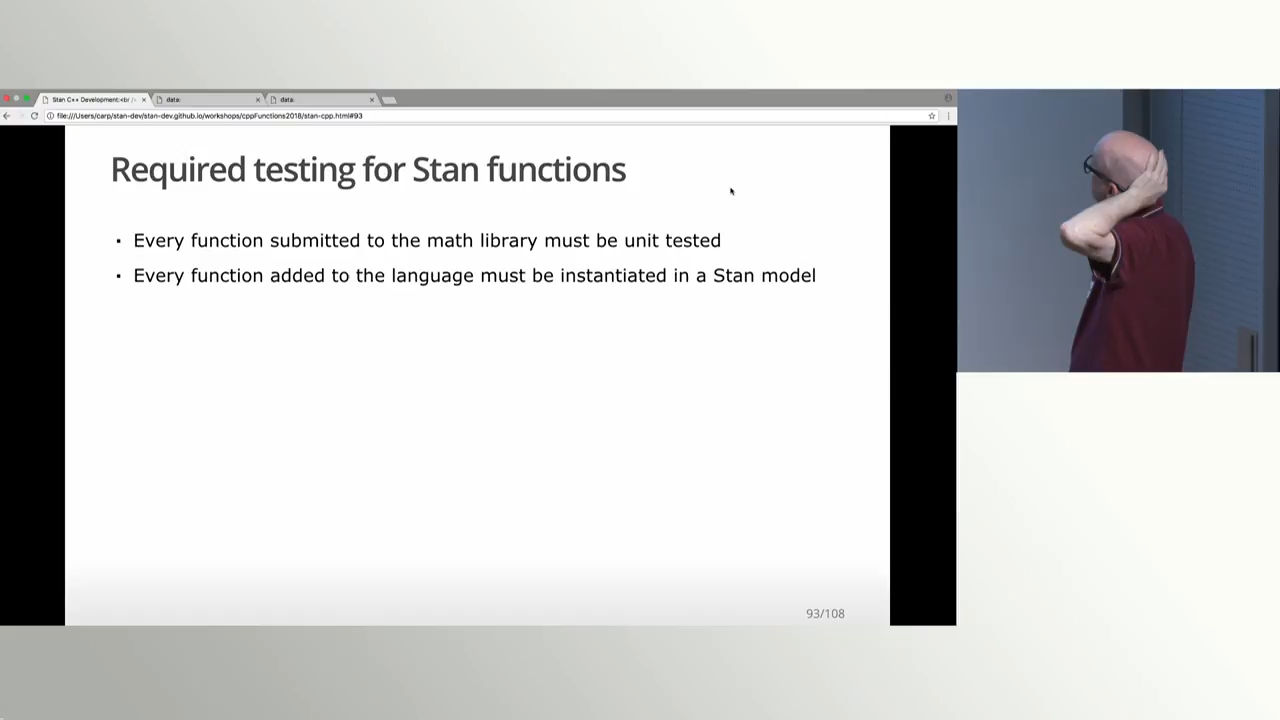 Stan C++ Development:<br /> 
data:
data:
file:///Users/carp/stan-dev/stan-dev.github.io/workshops/cppFunctions2018/stan-cpp.html#93
Required testing for Stan functions
• Every function submitted to the math library must be unit tested
• Every function added to the language must be instantiated in a Stan model
93/108